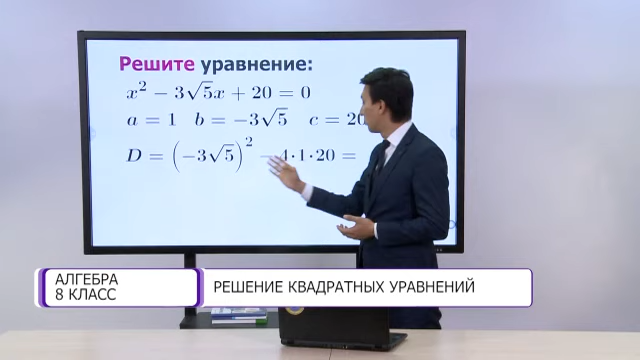 Решите уравнение:
x² − 3√5x + 20 = 0
a = 1 b = −3√5 c = 20
D = (−3√5)² − 4·1·20 =
АЛГЕБРА
8 КЛАСС
РЕШЕНИЕ КВАДРАТНЫХ УРАВНЕНИЙ